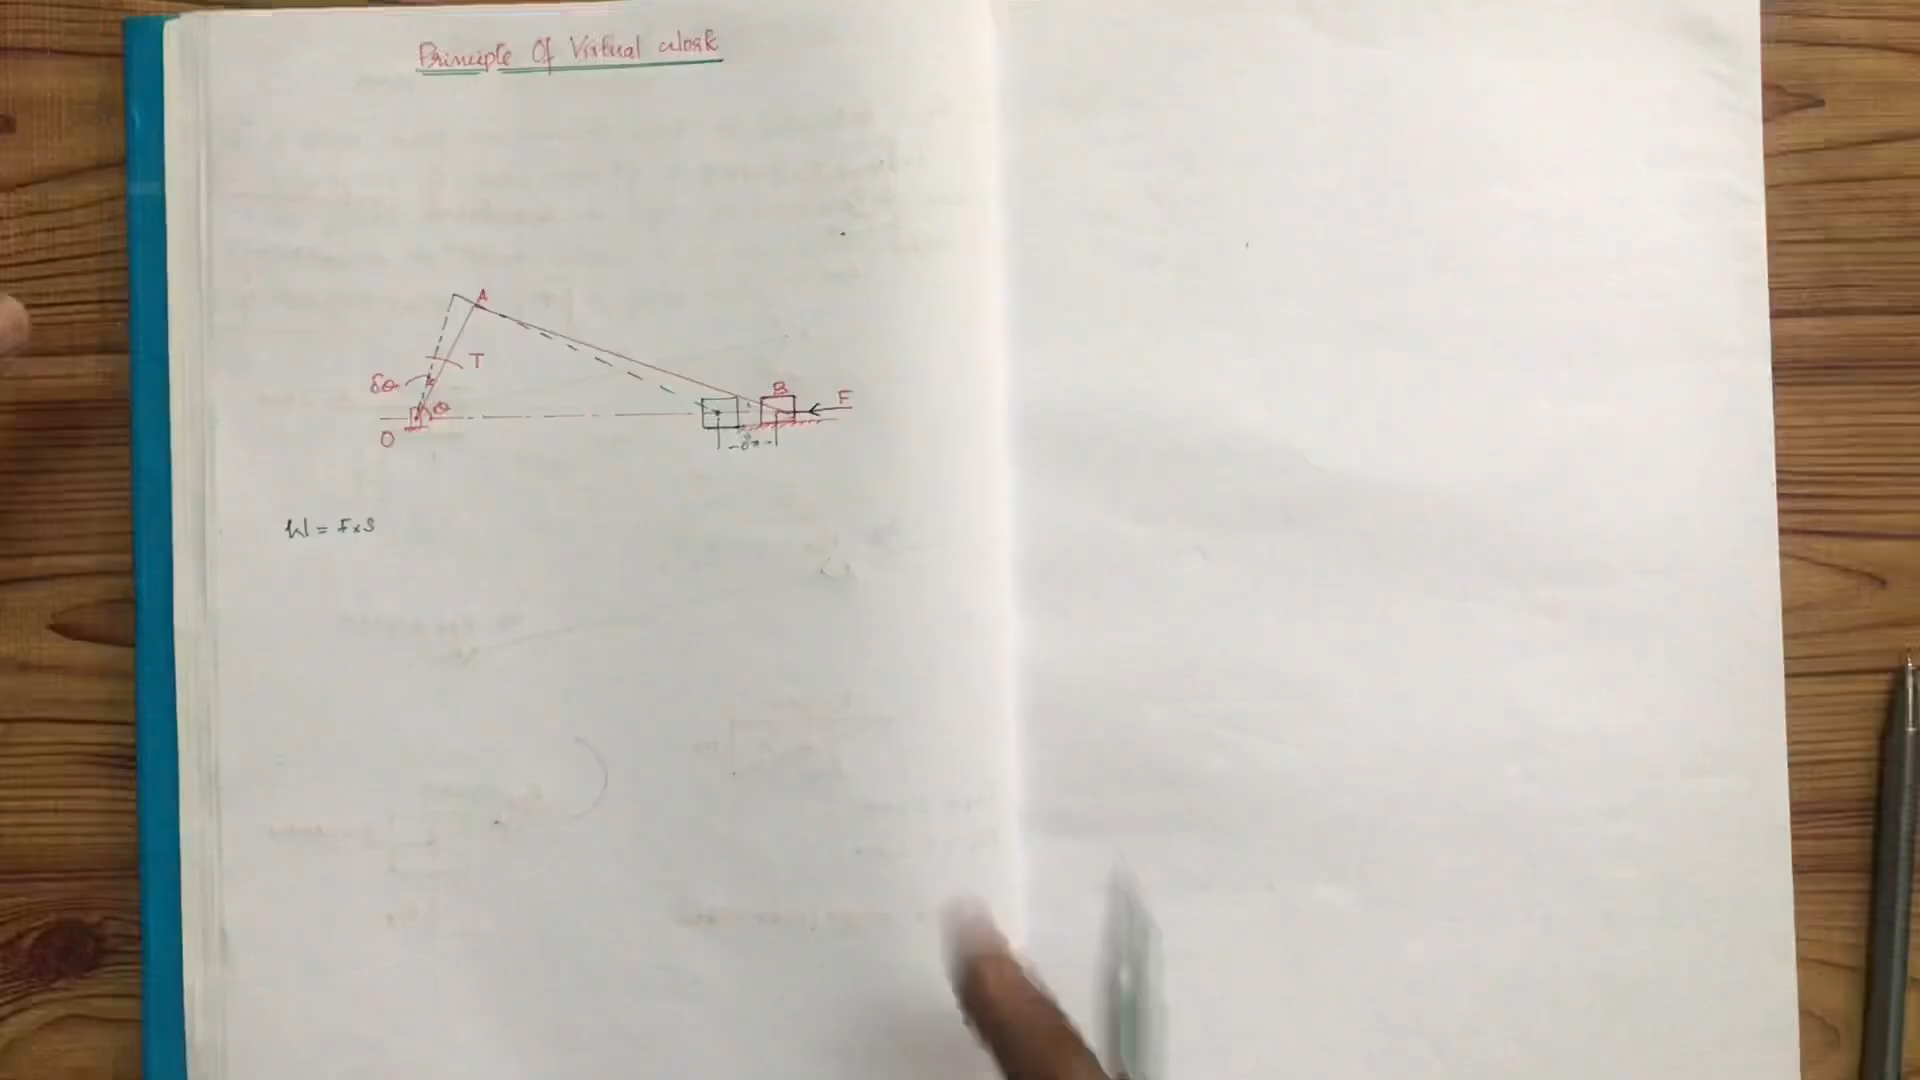 Principle Of Virtual Work
A
T
δθ
θ
B
F
O
δx
W = F×S